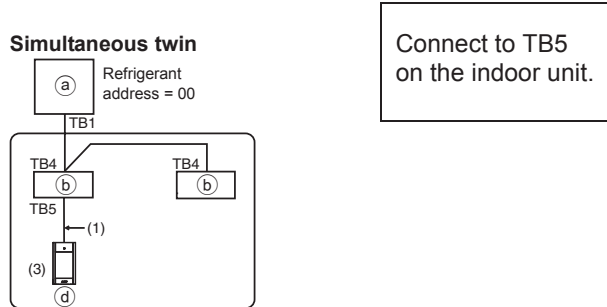 Simultaneous twin
a
Refrigerant
address = 00
TB1
TB4
TB4
b
b
TB5
(1)
(3)
d
Connect to TB5
on the indoor unit.